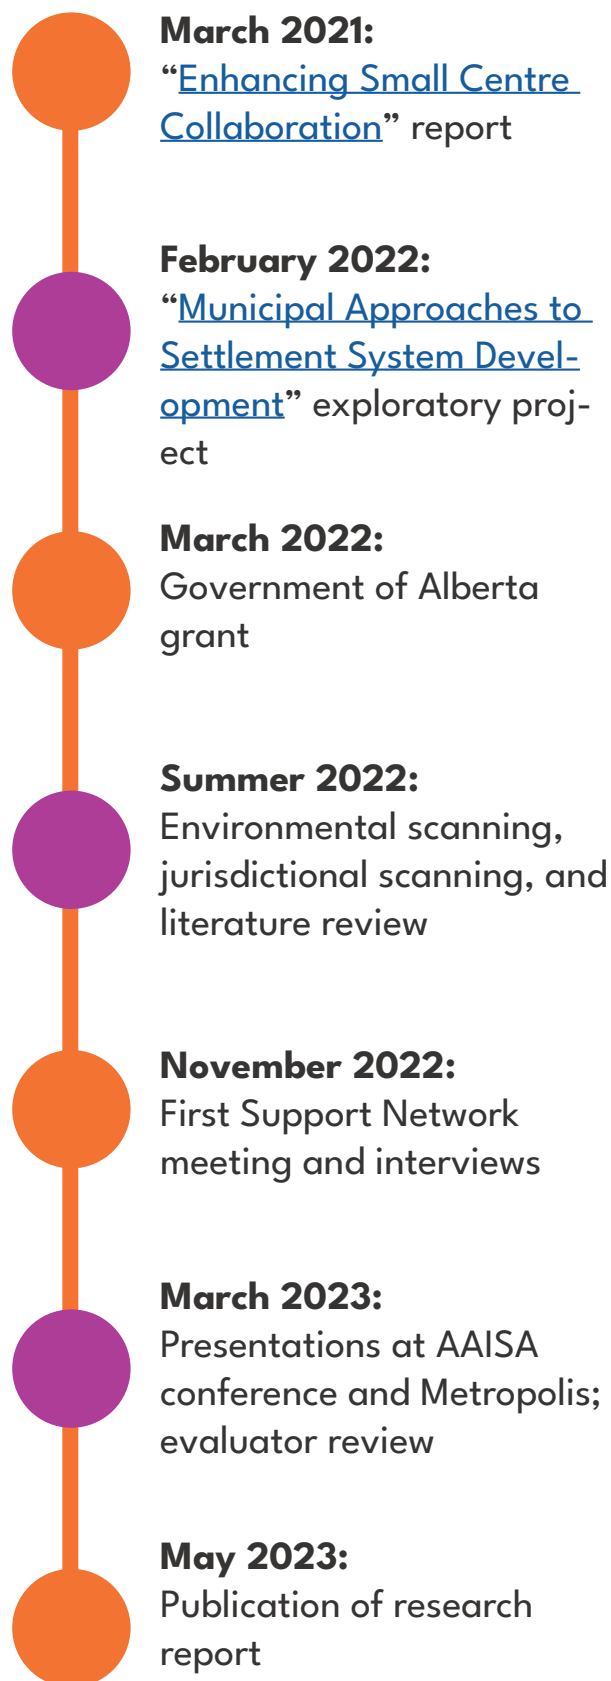 March 2021:
“Enhancing Small Centre
Collaboration” report
February 2022:
“Municipal Approaches to
Settlement System Devel-
opment” exploratory proj-
ect
March 2022:
Government of Alberta
grant
Summer 2022:
Environmental scanning,
jurisdictional scanning, and
literature review
November 2022:
First Support Network
meeting and interviews
March 2023:
Presentations at AAISA
conference and Metropolis;
evaluator review
May 2023:
Publication of research
report